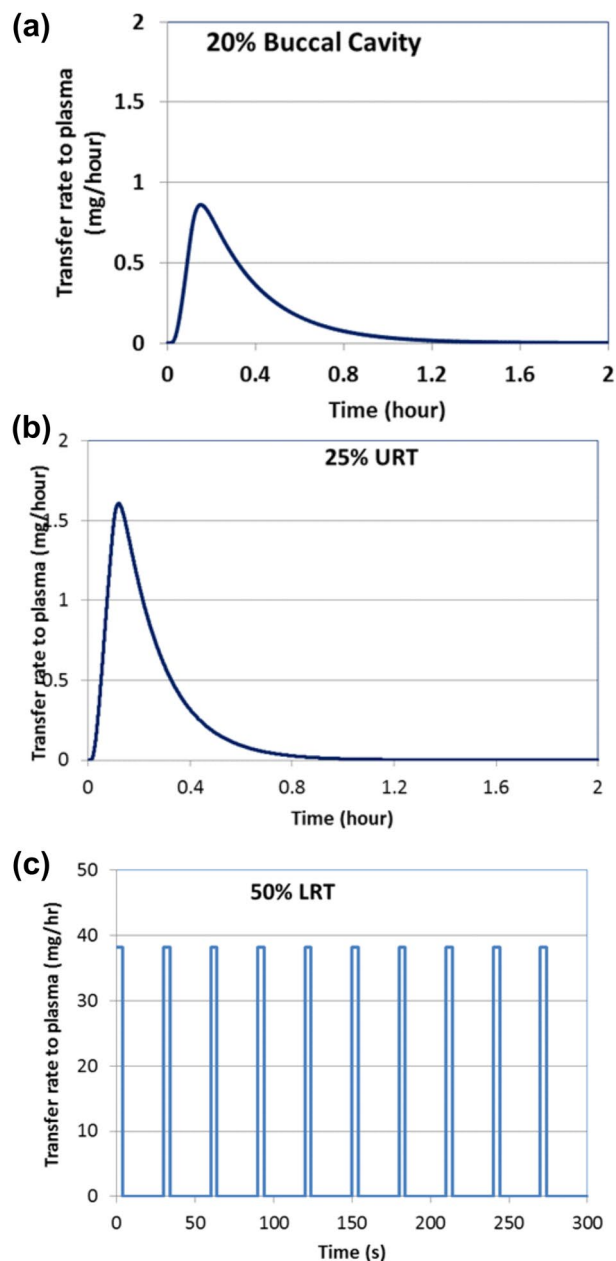 (a)
20% Buccal Cavity
Transfer rate to plasma
(mg/hour)
2
1.5
1
0.5
0
0 0.4 0.8 1.2 1.6 2
Time (hour)
(b)
25% URT
Transfer rate to plasma (mg/hour)
2
1.5
1
0.5
0
0 0.4 0.8 1.2 1.6 2
Time (hour)
(c)
50% LRT
Transfer rate to plasma (mg/hr)
50
40
30
20
10
0
0 50 100 150 200 250 300
Time (s)